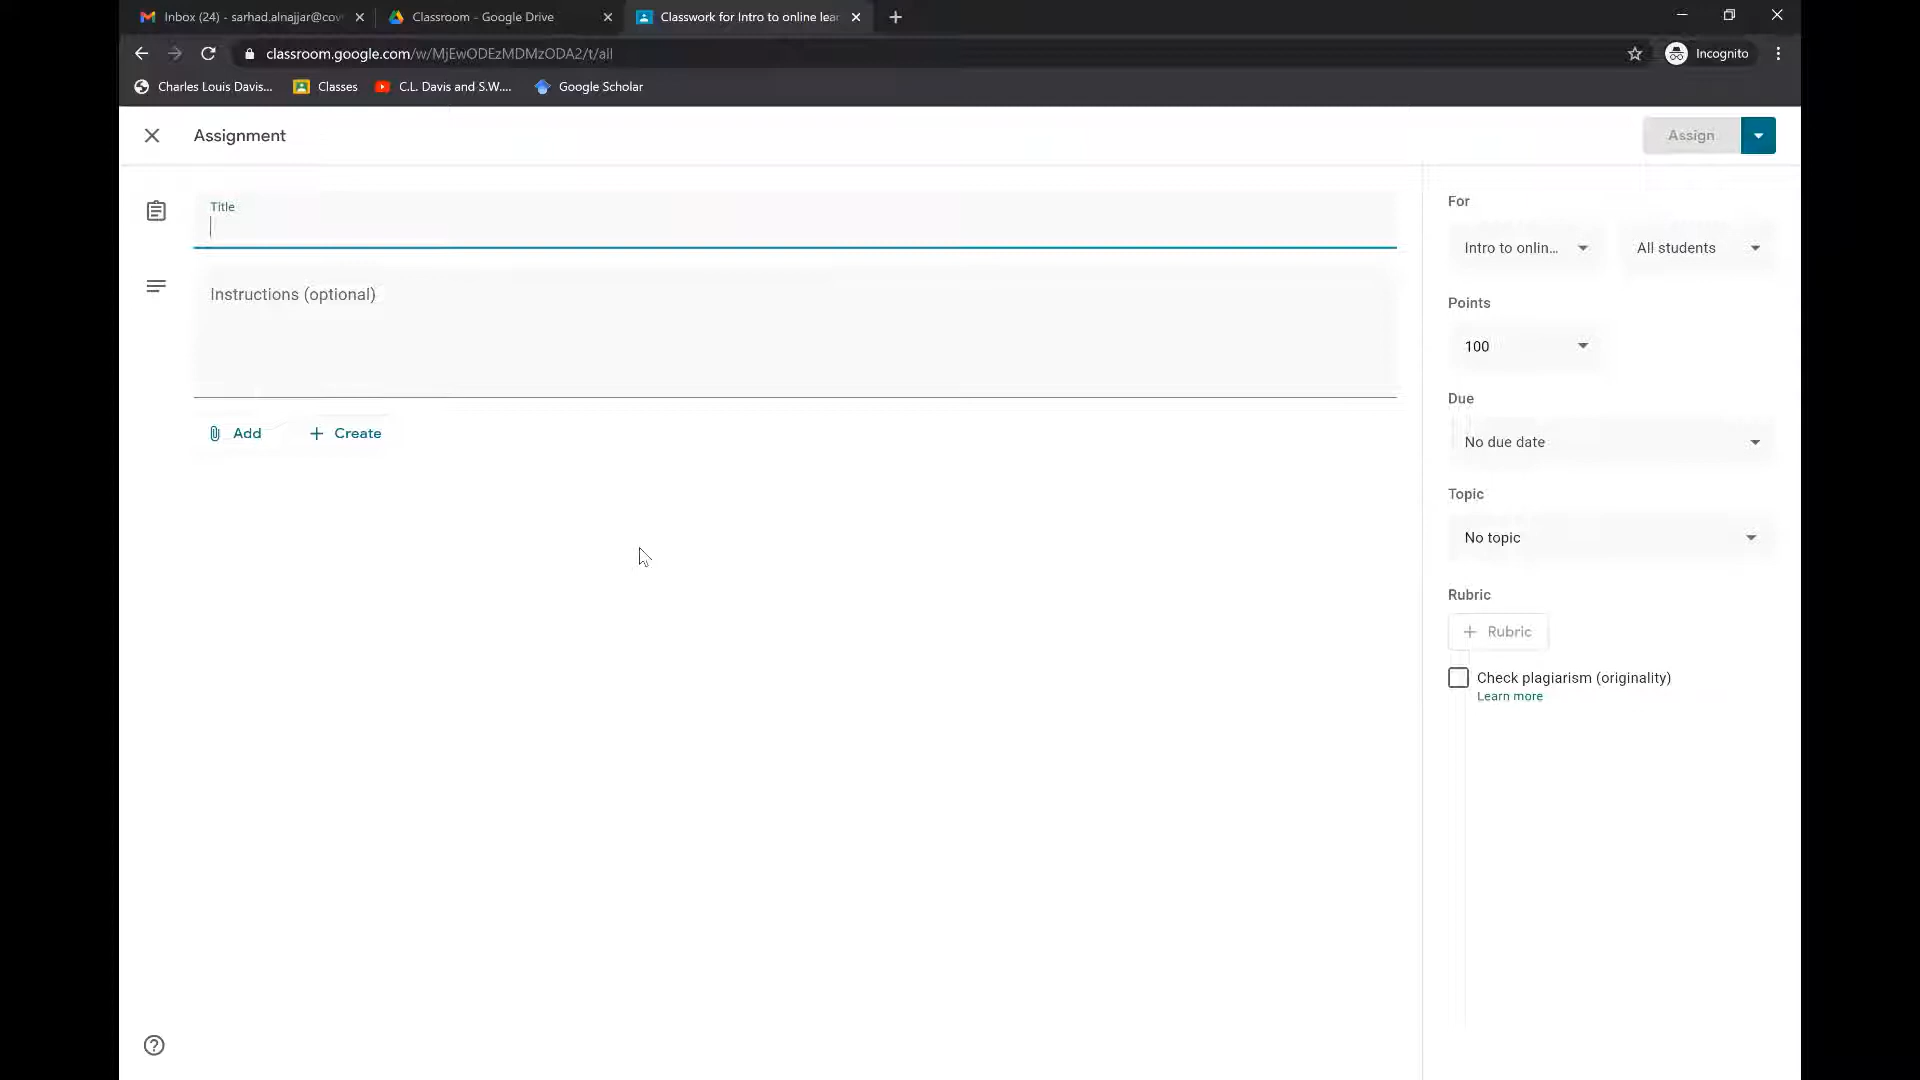 Inbox (24) - sarhad.alnajjar@cov
Classroom - Google Drive
Classwork for Intro to online lea
classroom.google.com/w/MjEwODEzMDMzODA2/t/all
Incognito
Charles Louis Davis...
Classes
C.L. Davis and S.W....
Google Scholar
Assignment
Assign
Title
For
Intro to onlin...
All students
Instructions (optional)
Points
100
Due
Add
Create
No due date
Topic
No topic
Rubric
Rubric
Check plagiarism (originality)
Learn more